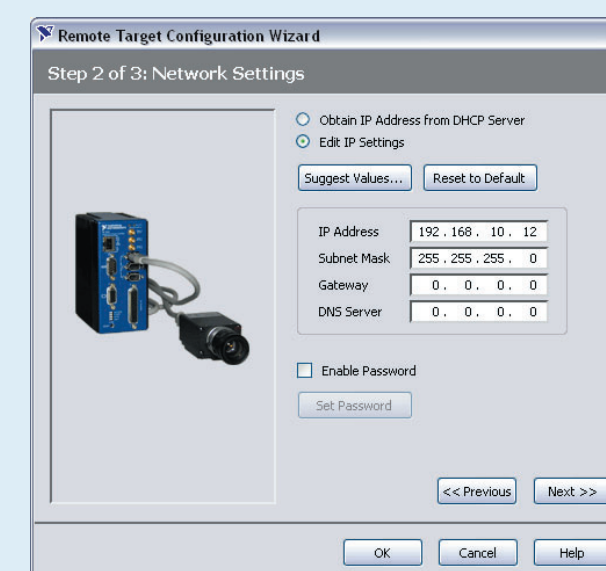 Remote Target Configuration Wizard
Step 2 of 3: Network Settings
Obtain IP Address from DHCP Server
Edit IP Settings
Suggest Values... Reset to Default
IP Address 192 . 168 . 10 . 12
Subnet Mask 255 . 255 . 255 . 0
Gateway 0 . 0 . 0 . 0
DNS Server 0 . 0 . 0 . 0
Enable Password
Set Password
<< Previous Next >>
OK Cancel Help